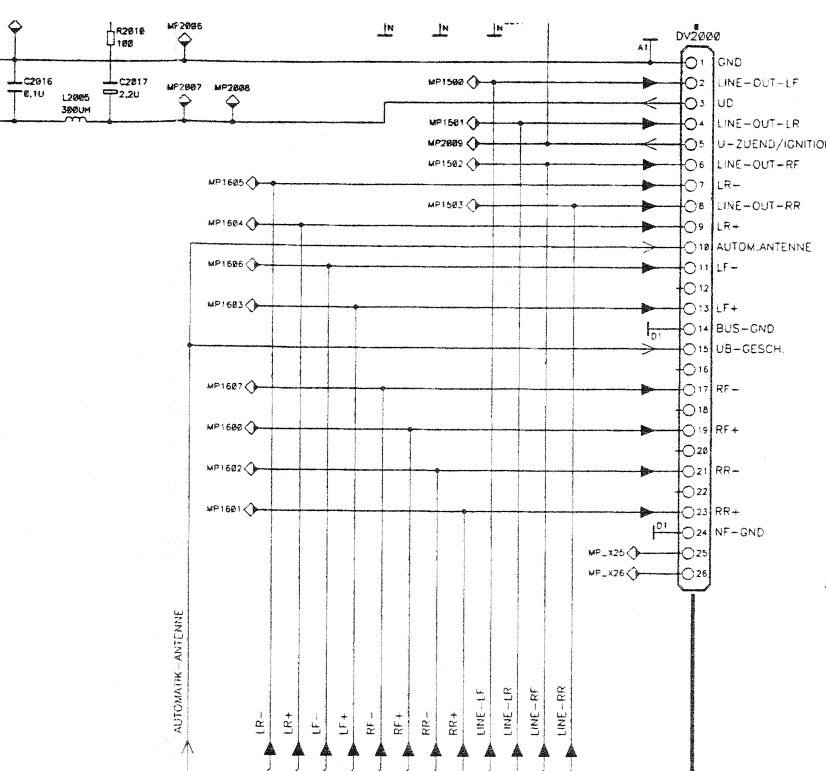 R2010
100
MP2006
N
N
N
DV2000
A1
1 GND
C2016
0,1U
C2017
2,2U
L2005
300UH
MP2007
MP2008
MP1500
2 LINE-OUT-LF
3 UD
MP1501
4 LINE-OUT-LR
MP2009
5 U-ZUEND/IGNITION
MP1502
6 LINE-OUT-RF
MP1605
7 LR-
MP1503
8 LINE-OUT-RR
MP1604
9 LR+
10 AUTOM.ANTENNE
MP1606
11 LF-
12
MP1603
13 LF+
14 BUS-GND
D1
15 UB-GESCH.
16
MP1607
17 RF-
18
MP1600
19 RF+
20
MP1602
21 RR-
22
MP1601
23 RR+
D1
24 NF-GND
MP_X25
25
MP_X26
26
AUTOMATIK-ANTENNE
LR-
LR+
LF-
LF+
RF-
RF+
RR-
RR+
LINE-LF
LINE-LR
LINE-RF
LINE-RR